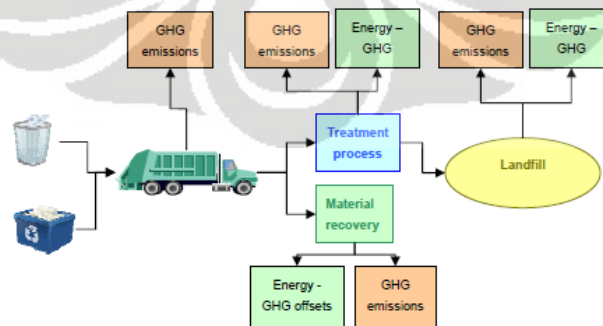 GHG
emissions
GHG
emissions
Energy –
GHG
GHG
emissions
Energy –
GHG
Treatment
process
Landfill
Material
recovery
Energy -
GHG offsets
GHG
emissions